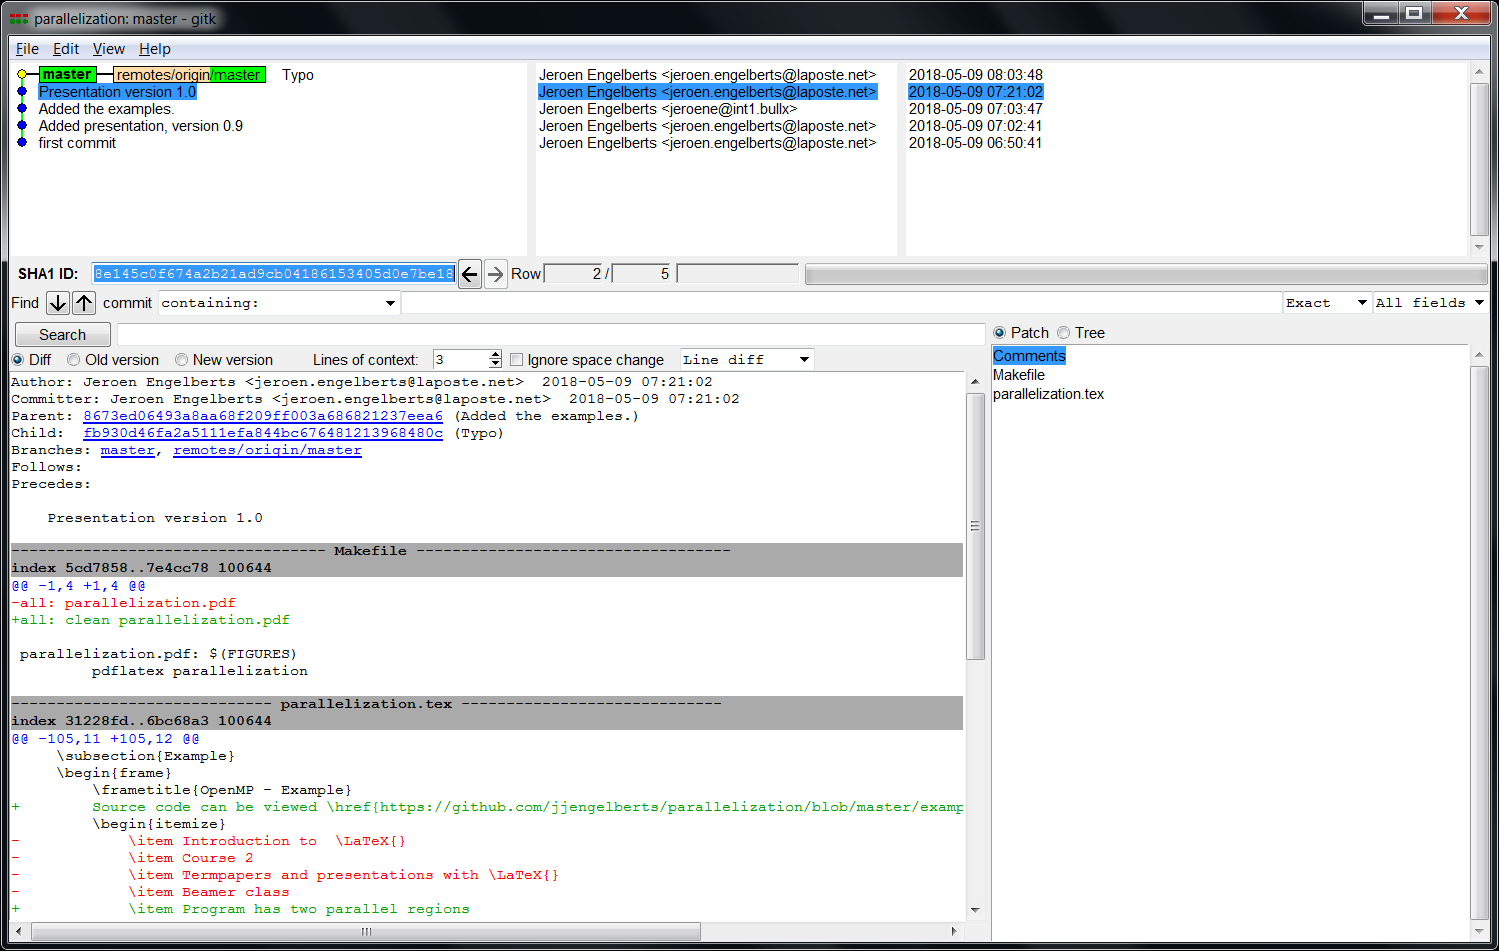 parallelization: master - gitk
File Edit View Help
master remotes/origin/master Typo Jeroen Engelberts <jeroen.engelberts@laposte.net> 2018-05-09 08:03:48
Presentation version 1.0 Jeroen Engelberts <jeroen.engelberts@laposte.net> 2018-05-09 07:21:02
Added the examples. Jeroen Engelberts <jeroene@int1.bullx> 2018-05-09 07:03:47
Added presentation, version 0.9 Jeroen Engelberts <jeroen.engelberts@laposte.net> 2018-05-09 07:02:41
first commit Jeroen Engelberts <jeroen.engelberts@laposte.net> 2018-05-09 06:50:41
SHA1 ID: 8e145c0f674a2b21ad9cb04186153405d0e7be18 Row 2 / 5
Find commit containing: Exact All fields
Search
Patch Tree
Diff Old version New version Lines of context: 3 Ignore space change Line diff
Comments
Makefile
parallelization.tex
Author: Jeroen Engelberts <jeroen.engelberts@laposte.net> 2018-05-09 07:21:02
Committer: Jeroen Engelberts <jeroen.engelberts@laposte.net> 2018-05-09 07:21:02
Parent: 8673ed06493a8aa68f209ff003a686821237eea6 (Added the examples.)
Child: fb930d46fa2a5111efa844bc676481213968480c (Typo)
Branches: master, remotes/origin/master
Follows:
Precedes:
Presentation version 1.0
----------------------------------- Makefile -----------------------------------
index 5cd7858..7e4cc78 100644
@@ -1,4 +1,4 @@
-all: parallelization.pdf
+all: clean parallelization.pdf
parallelization.pdf: $(FIGURES)
pdflatex parallelization
----------------------------- parallelization.tex -----------------------------
index 31228fd..6bc68a3 100644
@@ -105,11 +105,12 @@
\subsection{Example}
\begin{frame}
\frametitle{OpenMP - Example}
+ Source code can be viewed \href{https://github.com/jjengelberts/parallelization/blob/master/examp
\begin{itemize}
- \item Introduction to \LaTeX{}
- \item Course 2
- \item Termpapers and presentations with \LaTeX{}
- \item Beamer class
+ \item Program has two parallel regions